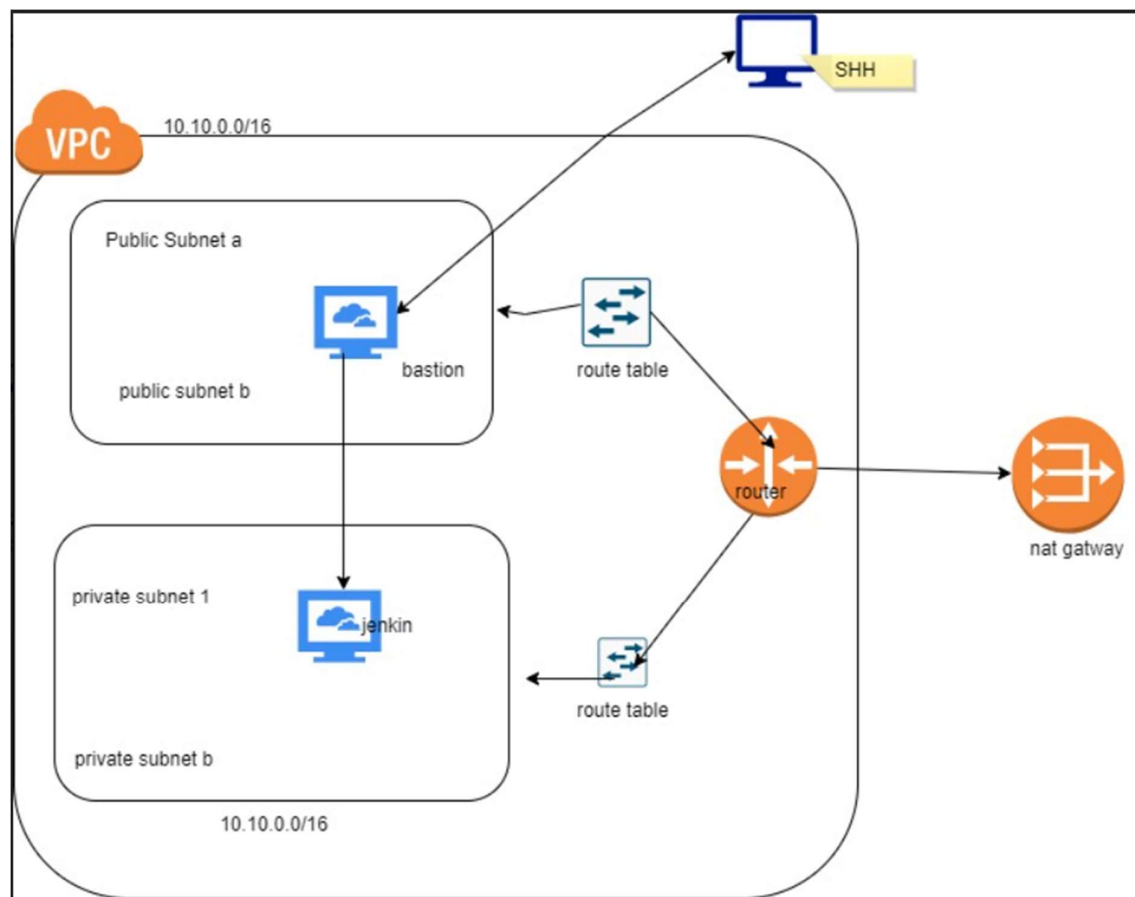 SHH
VPC
10.10.0.0/16
Public Subnet a
bastion
public subnet b
route table
router
nat gatway
private subnet 1
jenkin
route table
private subnet b
10.10.0.0/16